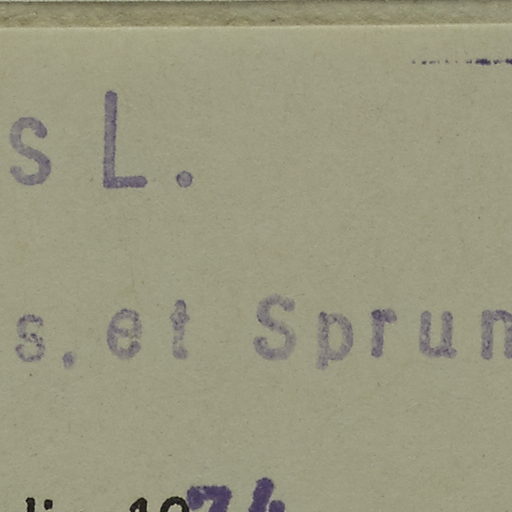 s L.
s. et Sprun